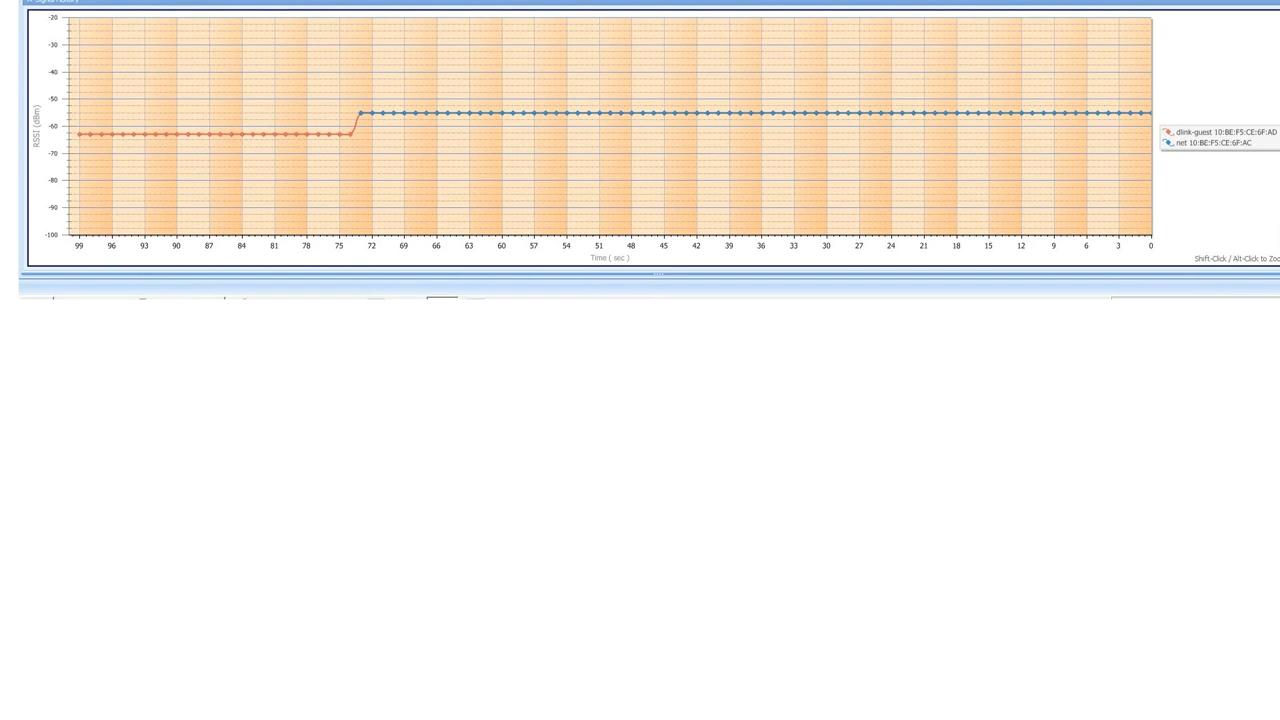 Signal History
-20
-30
-40
-50
-60
-70
-80
-90
-100
RSSI (dBm)
99 96 93 90 87 84 81 78 75 72 69 66 63 60 57 54 51 48 45 42 39 36 33 30 27 24 21 18 15 12 9 6 3 0
Time ( sec )
dlink-guest 10:BE:F5:CE:6F:AD
net 10:BE:F5:CE:6F:AC
Shift-Click / Alt-Click to Zoo